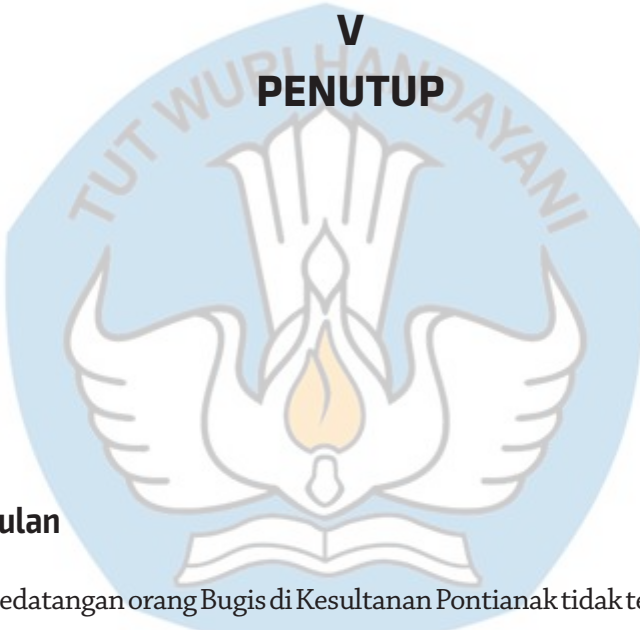 V
PENUTUP
TUT WURI HANDAYANI
ulan
edatangan orang Bugis di Kesultanan Pontianak tidak te